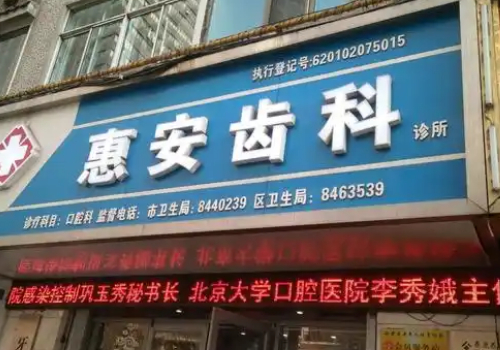 执行登记号:620102075015
惠安齿科 诊所
诊疗科目: 口腔科 监督电话: 市卫生局: 8440239 区卫生局: 8463539
院感染控制巩玉秀秘书长 北京大学口腔医院李秀娥主
牙